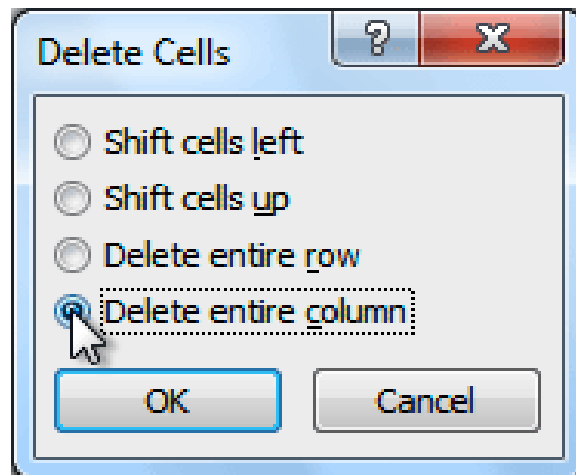 Delete Cells
Shift cells left
Shift cells up
Delete entire row
Delete entire column
OK Cancel